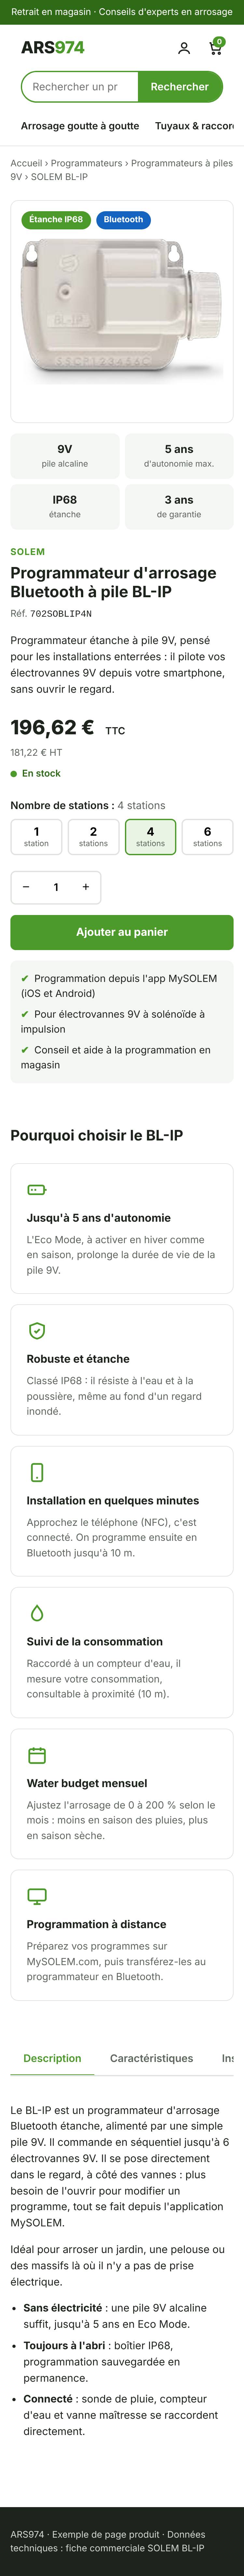 Retrait en magasin · Conseils d'experts en arrosage
ARS974
0
Rechercher un pr
Rechercher
Arrosage goutte à goutte Tuyaux & raccor
Accueil › Programmateurs › Programmateurs à piles
9V › SOLEM BL-IP
Étanche IP68 Bluetooth
BL-IP
9V
pile alcaline
5 ans
d'autonomie max.
IP68
étanche
3 ans
de garantie
SOLEM
Programmateur d'arrosage
Bluetooth à pile BL-IP
Réf. 702SOBLIP4N
Programmateur étanche à pile 9V, pensé
pour les installations enterrées : il pilote vos
électrovannes 9V depuis votre smartphone,
sans ouvrir le regard.
196,62 € TTC
181,22 € HT
En stock
Nombre de stations : 4 stations
1
station
2
stations
4
stations
6
stations
− 1 +
Ajouter au panier
✔ Programmation depuis l'app MySOLEM
(iOS et Android)
✔ Pour électrovannes 9V à solénoïde à
impulsion
✔ Conseil et aide à la programmation en
magasin
Pourquoi choisir le BL-IP
Jusqu'à 5 ans d'autonomie
L'Eco Mode, à activer en hiver comme
en saison, prolonge la durée de vie de la
pile 9V.
Robuste et étanche
Classé IP68 : il résiste à l'eau et à la
poussière, même au fond d'un regard
inondé.
Installation en quelques minutes
Approchez le téléphone (NFC), c'est
connecté. On programme ensuite en
Bluetooth jusqu'à 10 m.
Suivi de la consommation
Raccordé à un compteur d'eau, il
mesure votre consommation,
consultable à proximité (10 m).
Water budget mensuel
Ajustez l'arrosage de 0 à 200 % selon le
mois : moins en saison des pluies, plus
en saison sèche.
Programmation à distance
Préparez vos programmes sur
MySOLEM.com, puis transférez-les au
programmateur en Bluetooth.
Description Caractéristiques Ins
Le BL-IP est un programmateur d'arrosage
Bluetooth étanche, alimenté par une simple
pile 9V. Il commande en séquentiel jusqu'à 6
électrovannes 9V. Il se pose directement
dans le regard, à côté des vannes : plus
besoin de l'ouvrir pour modifier un
programme, tout se fait depuis l'application
MySOLEM.
Idéal pour arroser un jardin, une pelouse ou
des massifs là où il n'y a pas de prise
électrique.
• Sans électricité : une pile 9V alcaline
suffit, jusqu'à 5 ans en Eco Mode.
• Toujours à l'abri : boîtier IP68,
programmation sauvegardée en
permanence.
• Connecté : sonde de pluie, compteur
d'eau et vanne maîtresse se raccordent
directement.
ARS974 · Exemple de page produit · Données
techniques : fiche commerciale SOLEM BL-IP